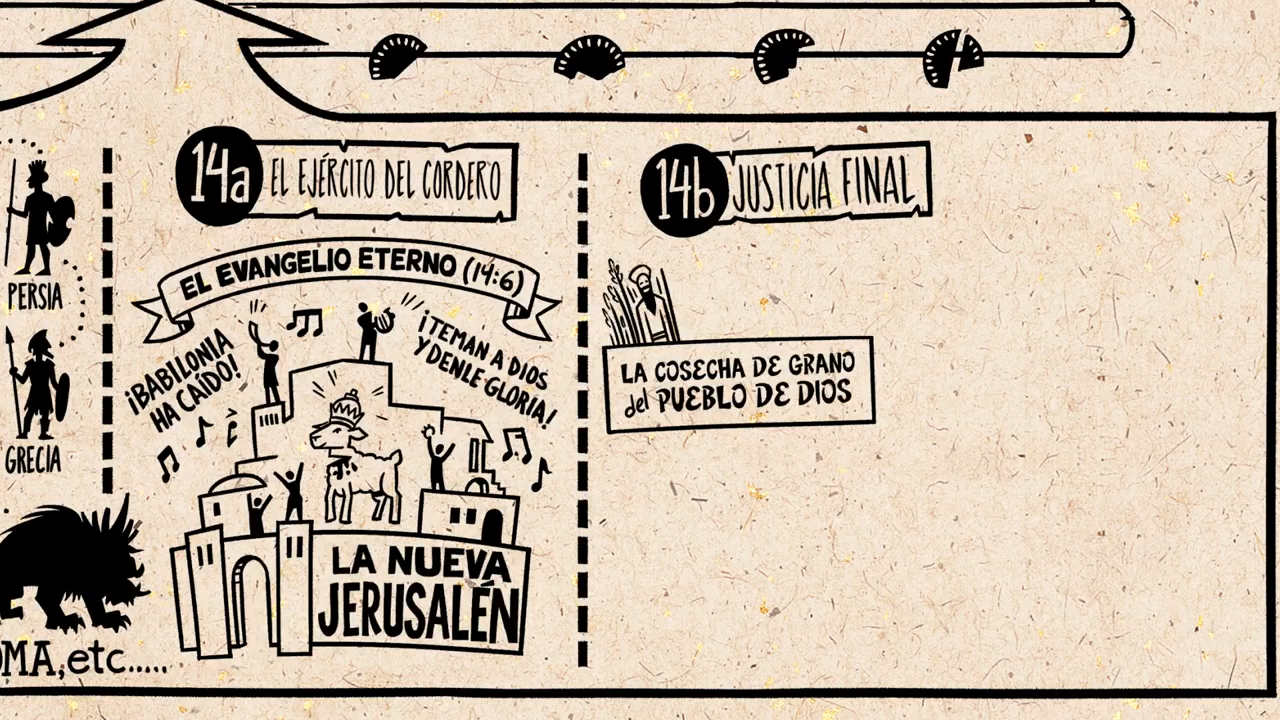 PERSIA
GRECIA
OMA, etc.....
14a EL EJÉRCITO DEL CORDERO
EL EVANGELIO ETERNO (14:6)
¡BABILONIA
HA CAÍDO!
¡TEMAN A DIOS
Y DENLE GLORIA!
LA NUEVA
JERUSALÉN
14b JUSTICIA FINAL
LA COSECHA DE GRANO
del PUEBLO DE DIOS